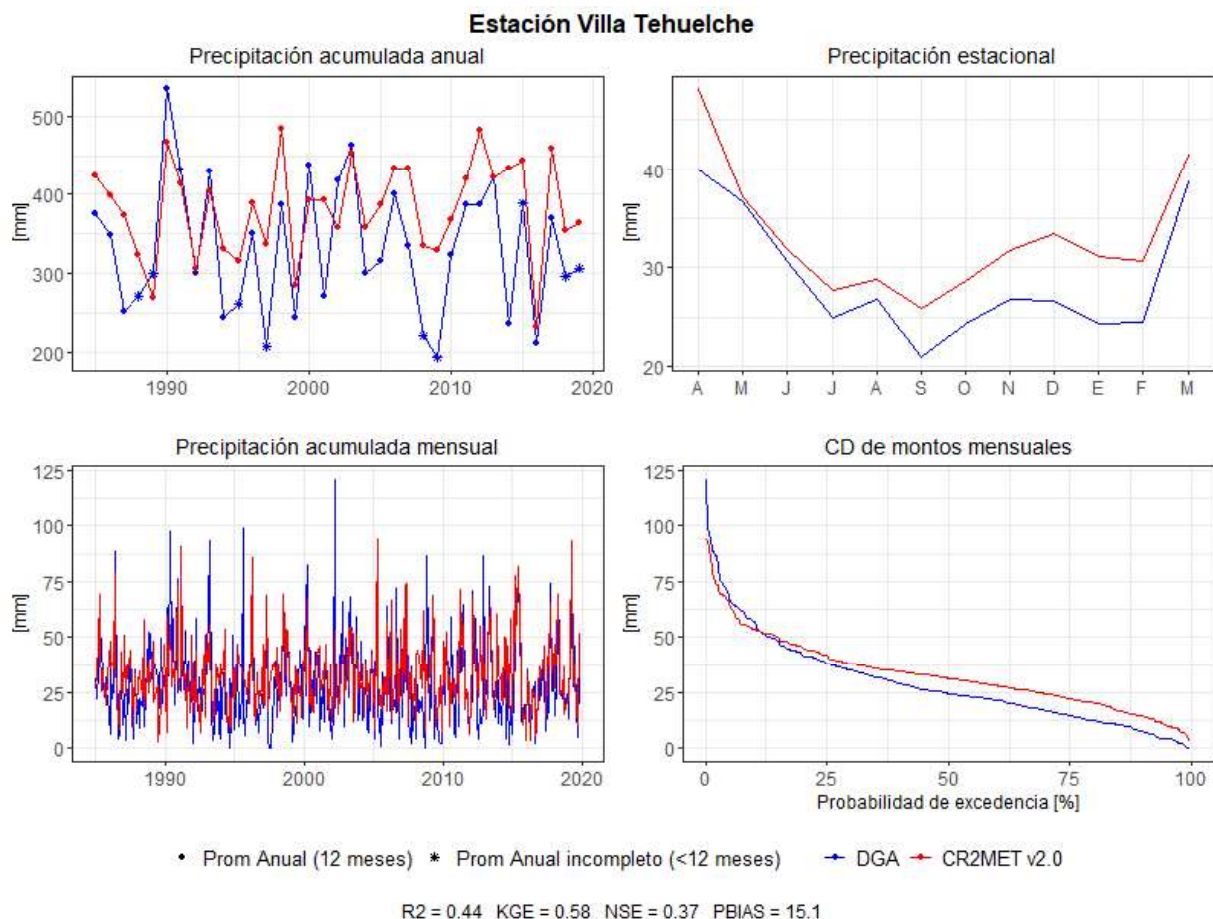 Estación Villa Tehuelche
Precipitación acumulada anual
[mm]
500
400
300
200
1990
2000
2010
2020
Precipitación estacional
[mm]
40
30
20
A M J J A S O N D E F M
Precipitación acumulada mensual
[mm]
125
100
75
50
25
0
1990
2000
2010
2020
CD de montos mensuales
[mm]
125
100
75
50
25
0
0
25
50
75
100
Probabilidad de excedencia [%]
Prom Anual (12 meses) Prom Anual incompleto (<12 meses) DGA CR2MET v2.0
R2 = 0.44 KGE = 0.58 NSE = 0.37 PBIAS = 15.1